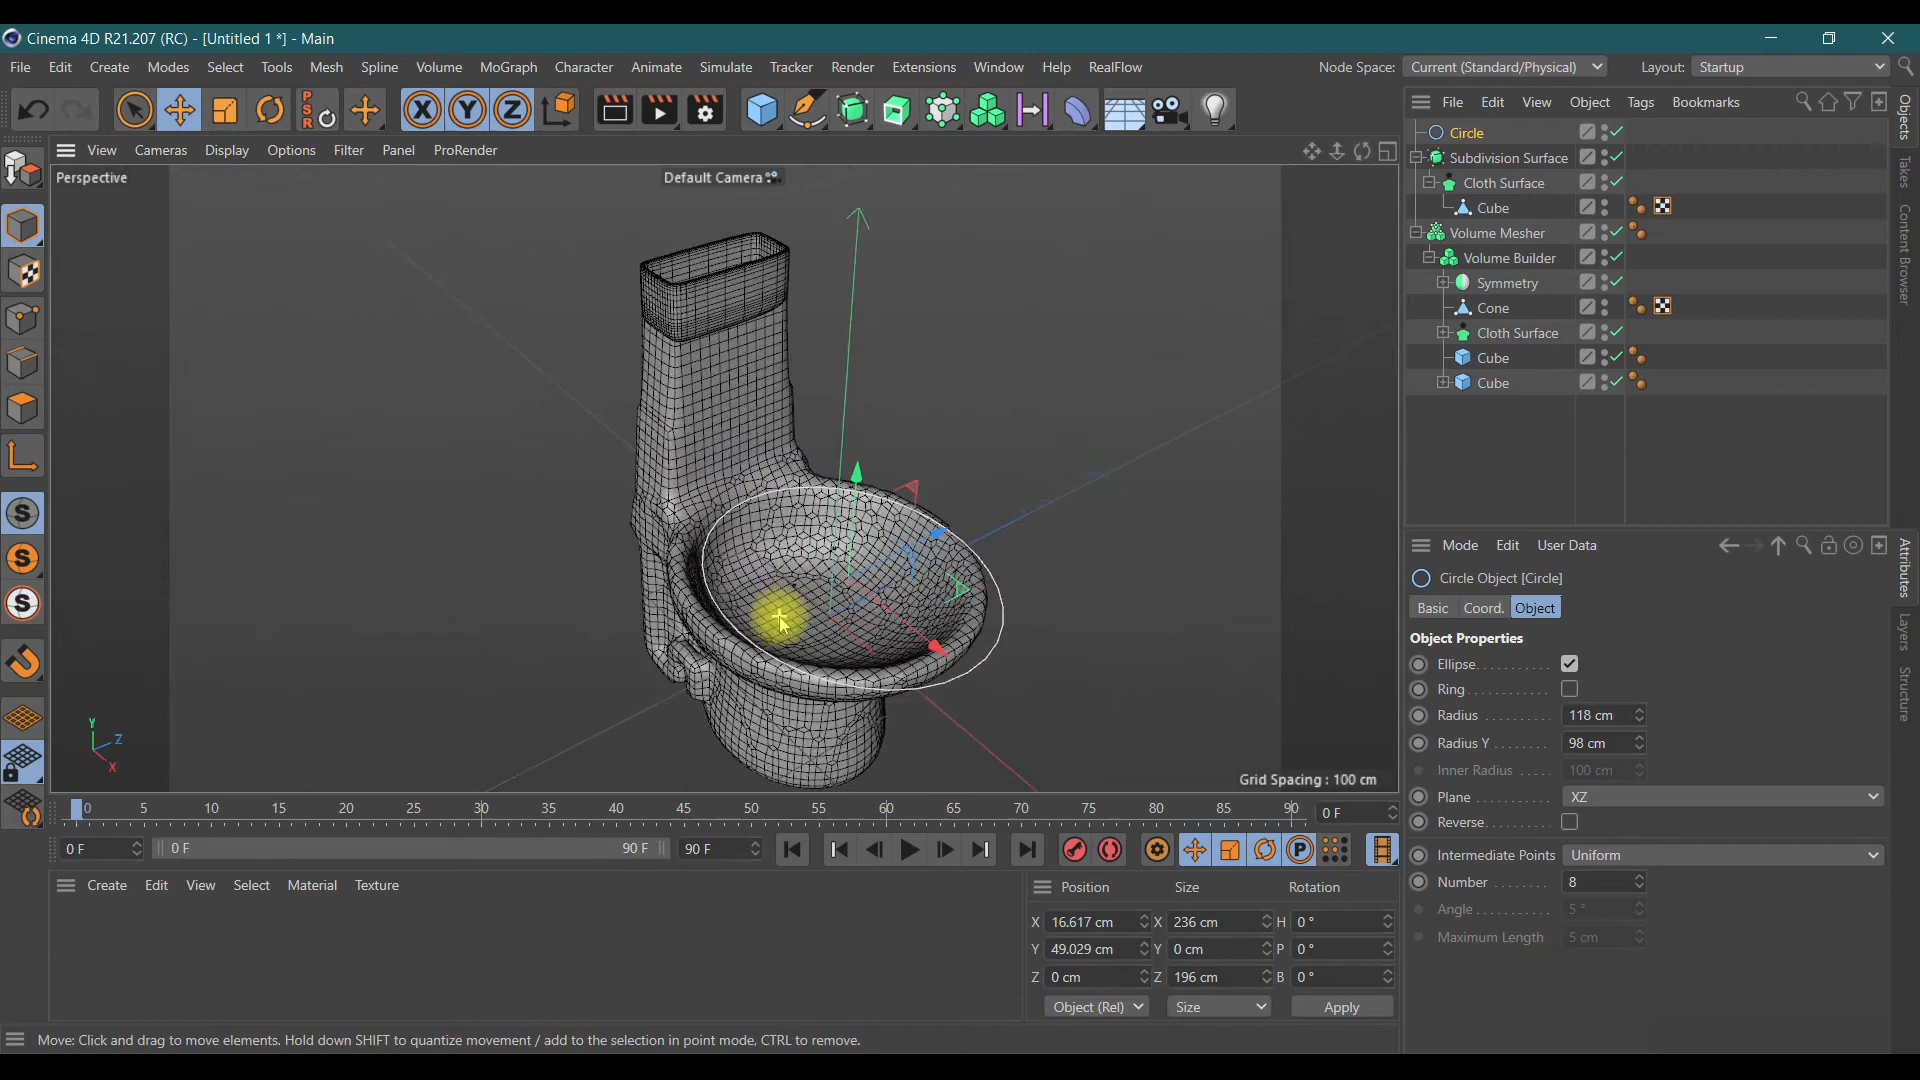 Cinema 4D R21.207 (RC) - [Untitled 1 *] - Main
File Edit Create Modes Select Tools Mesh Spline Volume MoGraph Character Animate Simulate Tracker Render Extensions Window Help RealFlow
Node Space: Current (Standard/Physical) Layout: Startup
P S R X Y Z
File Edit View Object Tags Bookmarks
View Cameras Display Options Filter Panel ProRender
Perspective
Default Camera
Circle
Subdivision Surface
Cloth Surface
Cube
Volume Mesher
Volume Builder
Symmetry
Cone
Cloth Surface
Cube
Cube
Objects
Takes
Content Browser
Attributes
Layers
Structure
S
S
S
Y
Z
X
Grid Spacing : 100 cm
Mode Edit User Data
Circle Object [Circle]
Basic Coord. Object
Object Properties
Ellipse
Ring
Radius 118 cm
Radius Y 98 cm
Inner Radius 100 cm
Plane XZ
Reverse
Intermediate Points Uniform
Number 8
Angle 5 °
Maximum Length 5 cm
0 5 10 15 20 25 30 35 40 45 50 55 60 65 70 75 80 85 90 0 F
0 F 0 F 90 F 90 F P
Create Edit View Select Material Texture
Position Size Rotation
X 16.617 cm X 236 cm H 0 °
Y 49.029 cm Y 0 cm P 0 °
Z 0 cm Z 196 cm B 0 °
Object (Rel) Size Apply
Move: Click and drag to move elements. Hold down SHIFT to quantize movement / add to the selection in point mode, CTRL to remove.